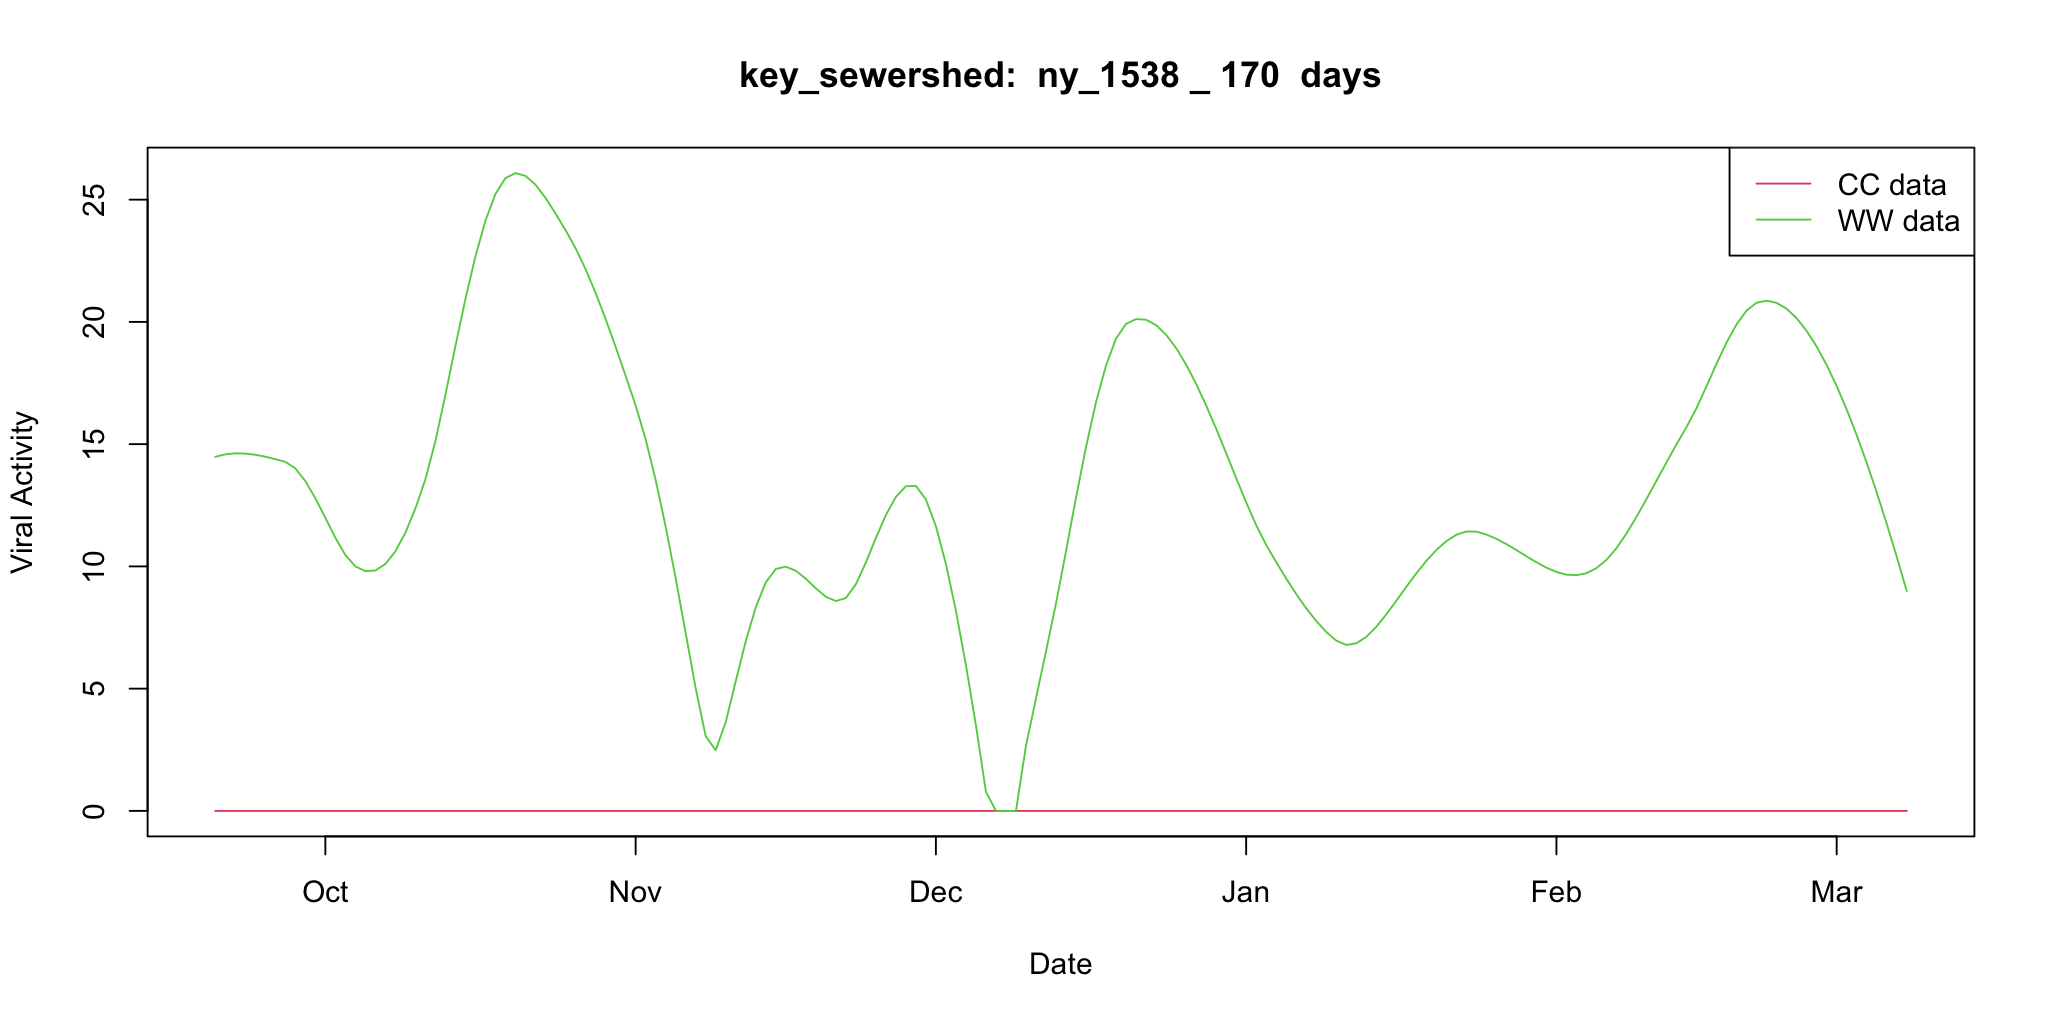 key_sewershed:  ny_1538 _ 170  days
CC data
WW data
Viral Activity
25
20
15
10
5
0
Oct Nov Dec Jan Feb Mar
Date